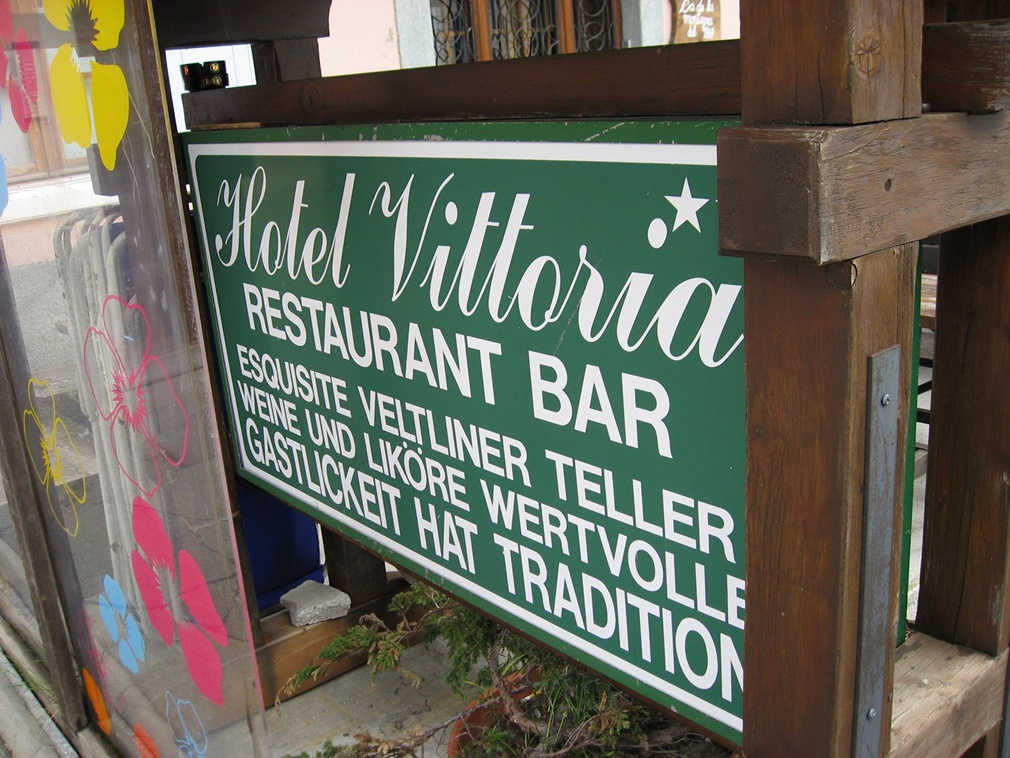 Hotel Vittoria
RESTAURANT BAR
ESQUISITE VELTLINER TELLER
WEINE UND LIKÖRE WERTVOLLE
GASTLICKEIT HAT TRADITION